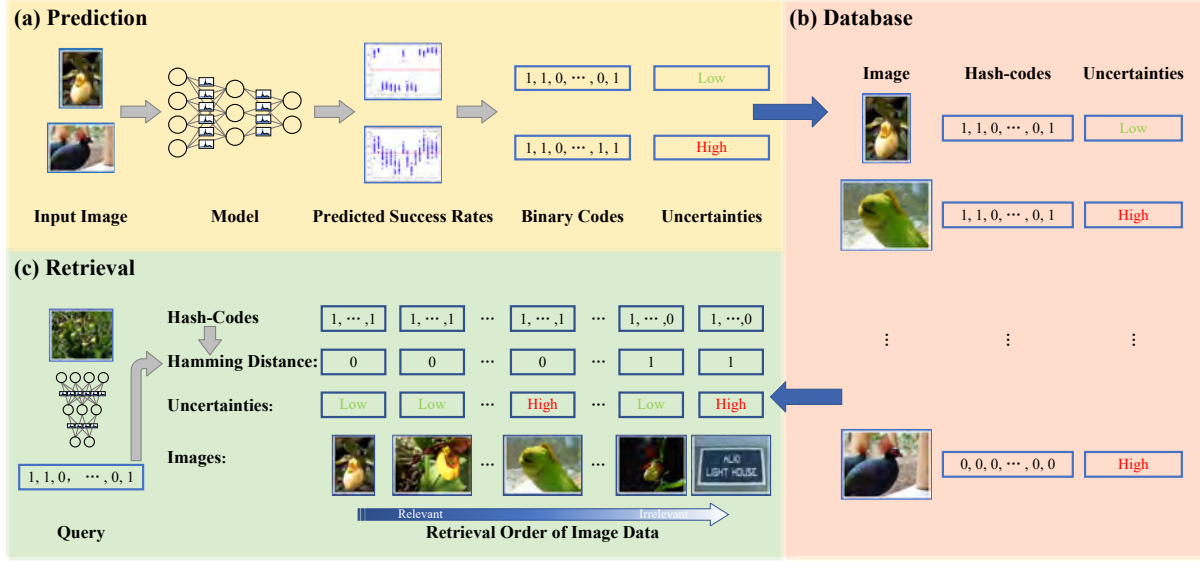 (a) Prediction
1, 1, 0, ⋯ , 0, 1
Low
1, 1, 0, ⋯ , 1, 1
High
Input Image
Model
Predicted Success Rates
Binary Codes
Uncertainties
(b) Database
Image
Hash-codes
Uncertainties
1, 1, 0, ⋯ , 0, 1
Low
1, 1, 0, ⋯ , 0, 1
High
⋮ ⋮ ⋮
0, 0, 0, ⋯ , 0, 0
High
(c) Retrieval
Hash-Codes
1, ⋯ ,1
1, ⋯ ,1
⋯
1, ⋯ ,1
⋯
1, ⋯,0
1, ⋯,0
Hamming Distance:
0
0
⋯
0
⋯
1
1
Uncertainties:
Low
Low
⋯
High
⋯
Low
High
Images:
⋯
⋯
ALKI
LIGHT HOUSE
1, 1, 0, ⋯ , 0, 1
Query
Relevant
Irrelevant
Retrieval Order of Image Data